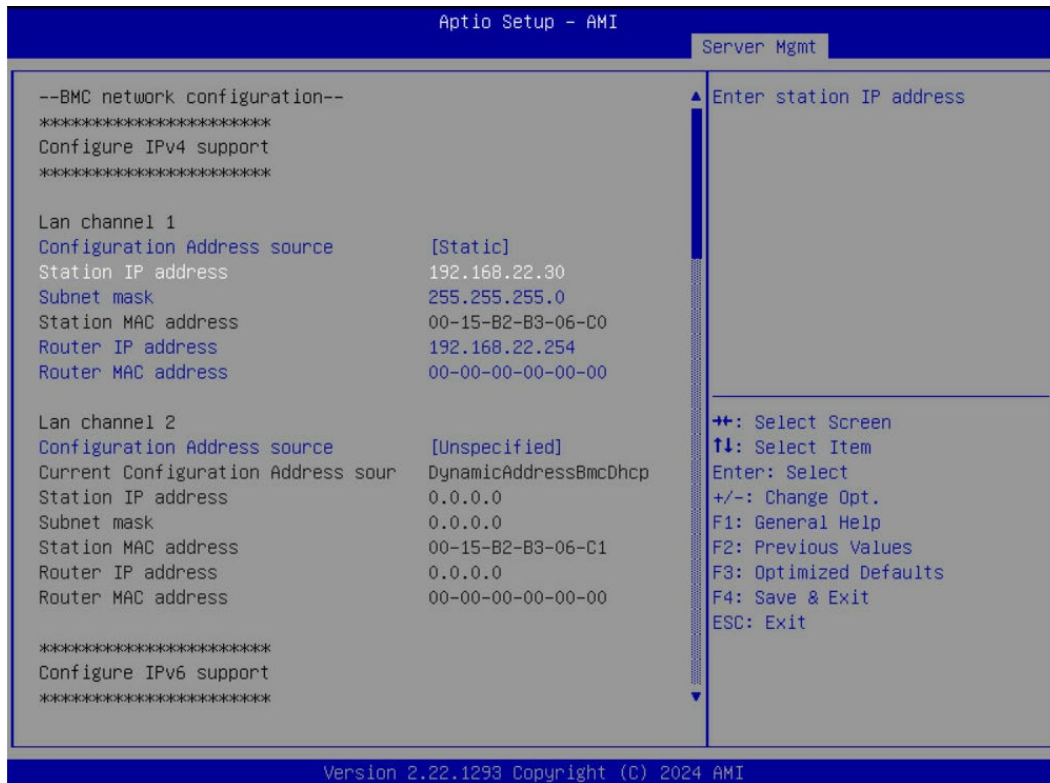 Aptio Setup - AMI
Server Mgmt
--BMC network configuration--
**********************
Configure IPv4 support
**********************
Lan channel 1
Configuration Address source [Static]
Station IP address 192.168.22.30
Subnet mask 255.255.255.0
Station MAC address 00-15-B2-B3-06-C0
Router IP address 192.168.22.254
Router MAC address 00-00-00-00-00-00
Lan channel 2
Configuration Address source [Unspecified]
Current Configuration Address sour DynamicAddressBmcDhcp
Station IP address 0.0.0.0
Subnet mask 0.0.0.0
Station MAC address 00-15-B2-B3-06-C1
Router IP address 0.0.0.0
Router MAC address 00-00-00-00-00-00
**********************
Configure IPv6 support
**********************
Enter station IP address
→←: Select Screen
↑↓: Select Item
Enter: Select
+/-: Change Opt.
F1: General Help
F2: Previous Values
F3: Optimized Defaults
F4: Save & Exit
ESC: Exit
Version 2.22.1293 Copyright (C) 2024 AMI